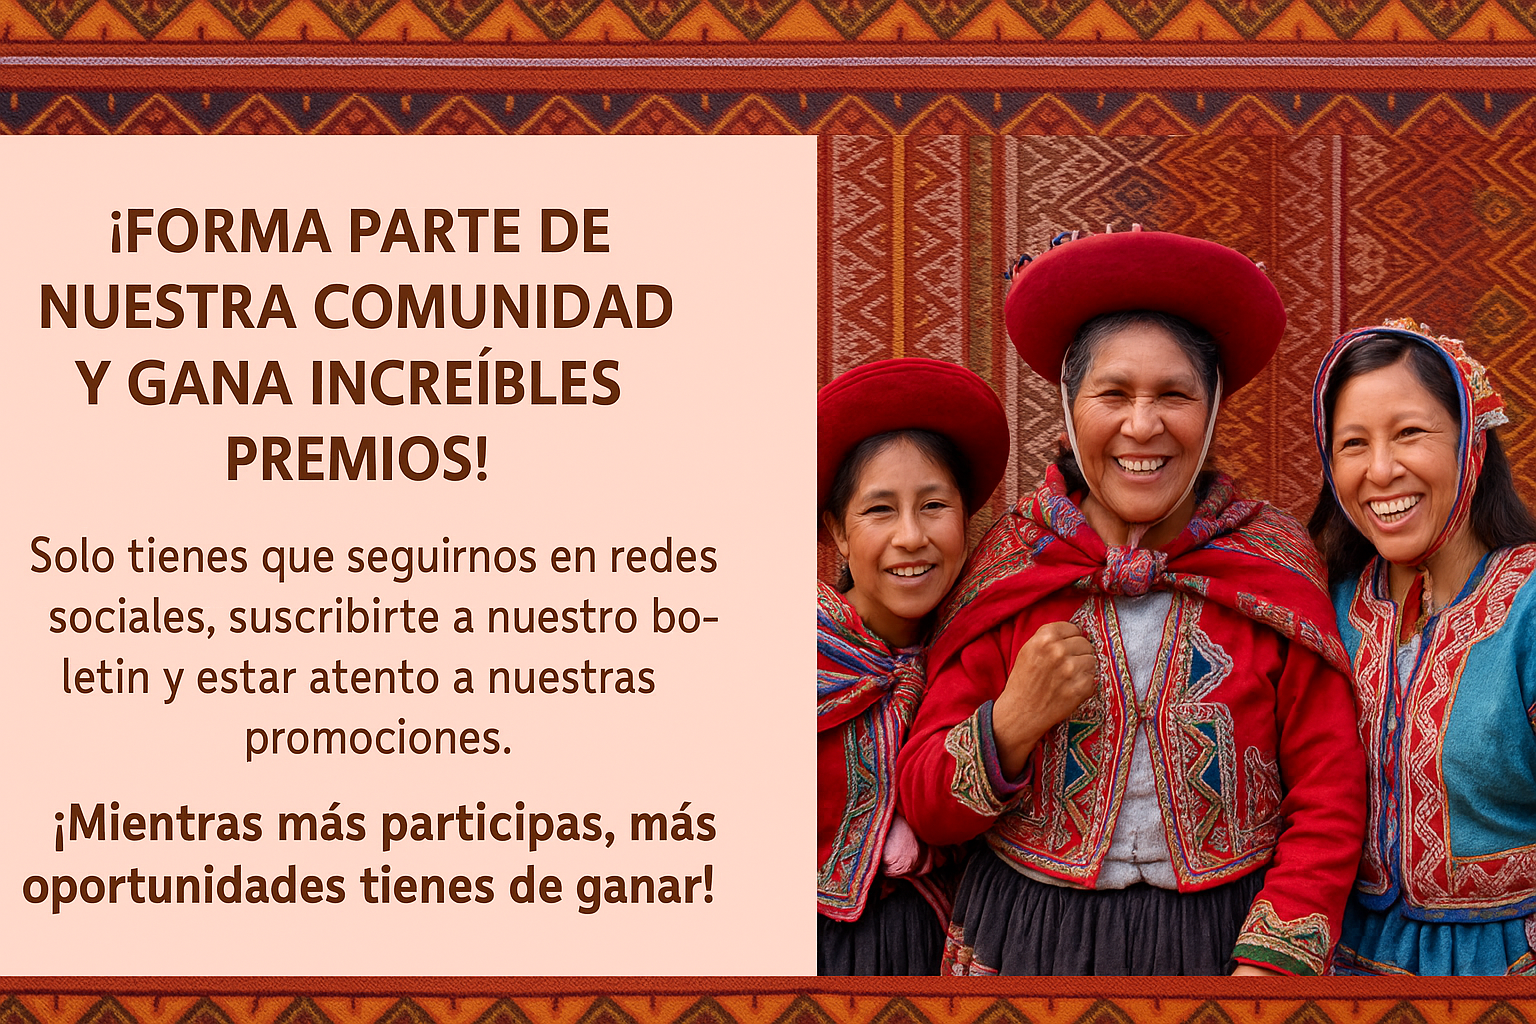 ¡FORMA PARTE DE
NUESTRA COMUNIDAD
Y GANA INCREÍBLES
PREMIOS!
Solo tienes que seguirnos en redes
sociales, suscribirte a nuestro bo-
letin y estar atento a nuestras
promociones.
¡Mientras más participas, más
oportunidades tienes de ganar!